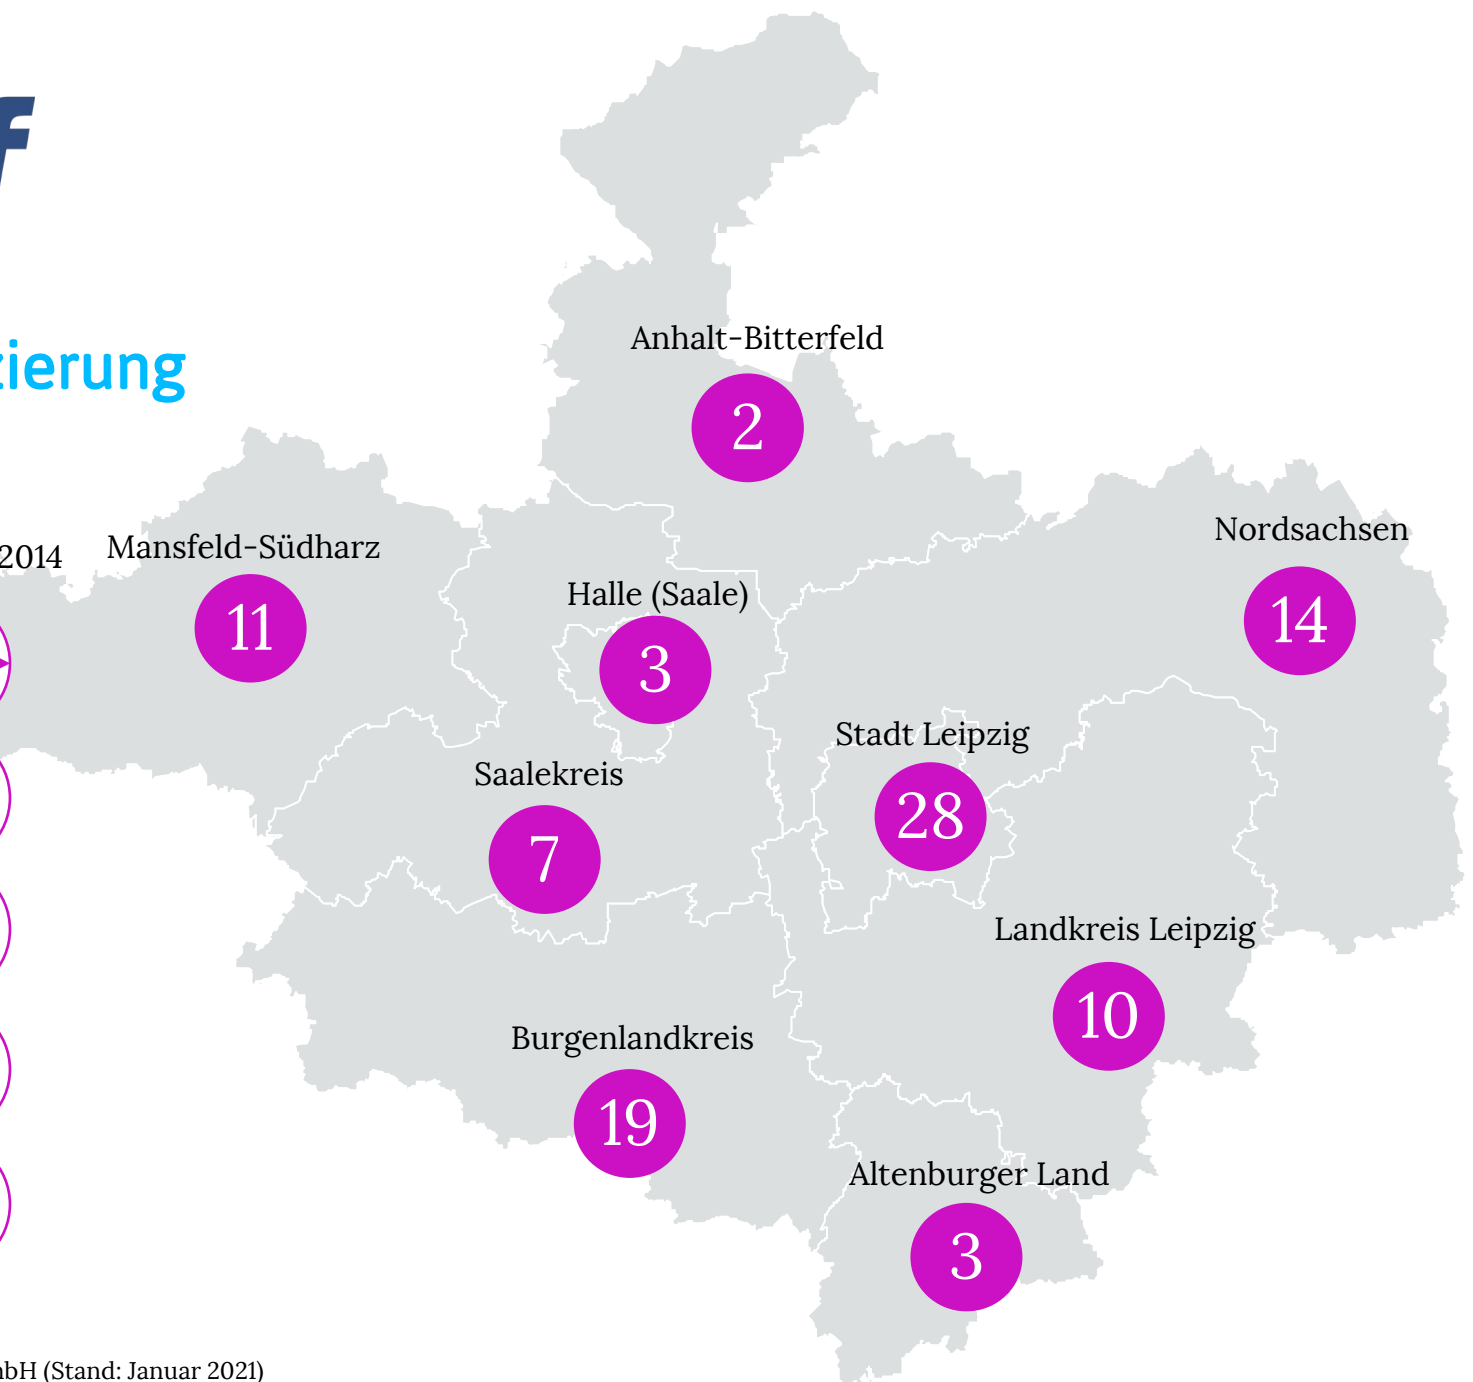 f
zierung
Anhalt-Bitterfeld
2
2014
Mansfeld-Südharz
11
Nordsachsen
14
Halle (Saale)
3
Stadt Leipzig
28
Saalekreis
7
Landkreis Leipzig
10
Burgenlandkreis
19
Altenburger Land
3
bH (Stand: Januar 2021)